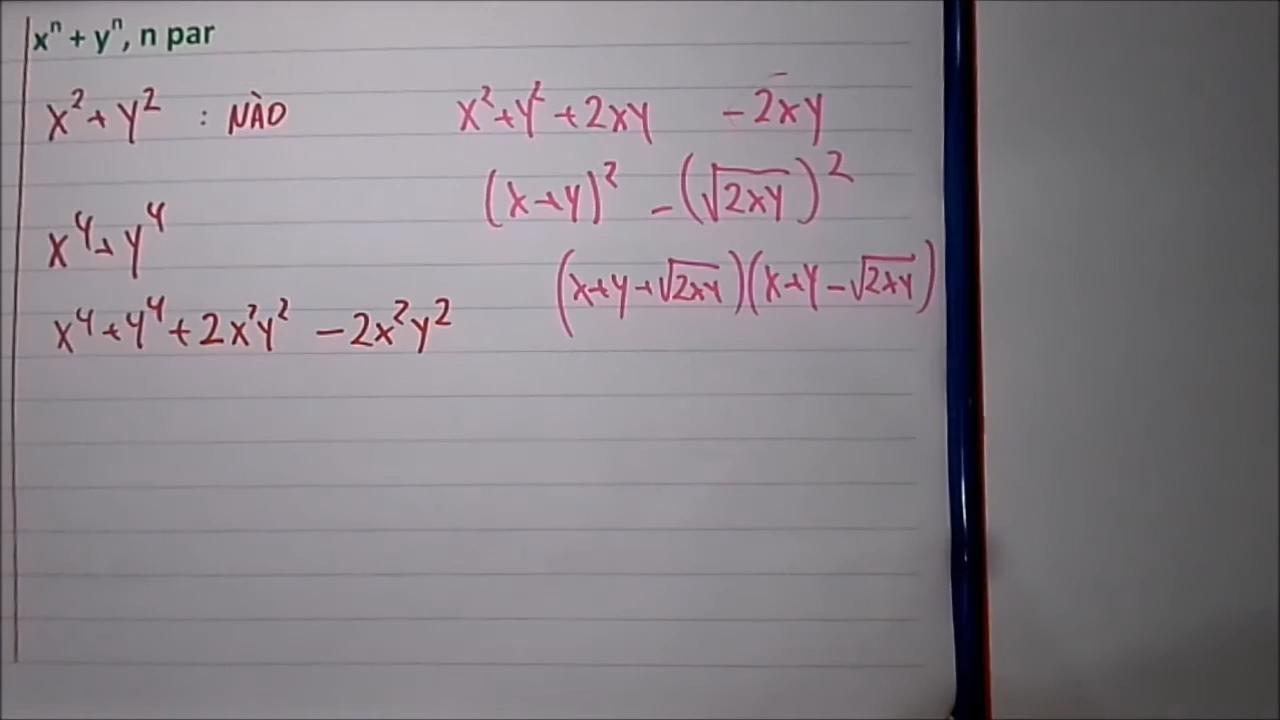 xⁿ + yⁿ, n par
x² + y² : NÃO
x⁴ + y⁴
x⁴ + y⁴ + 2x²y² - 2x²y²
x² + y² + 2xy - 2xy
(x + y)² - (√2xy)²
(x + y + √2xy)(x + y - √2xy)